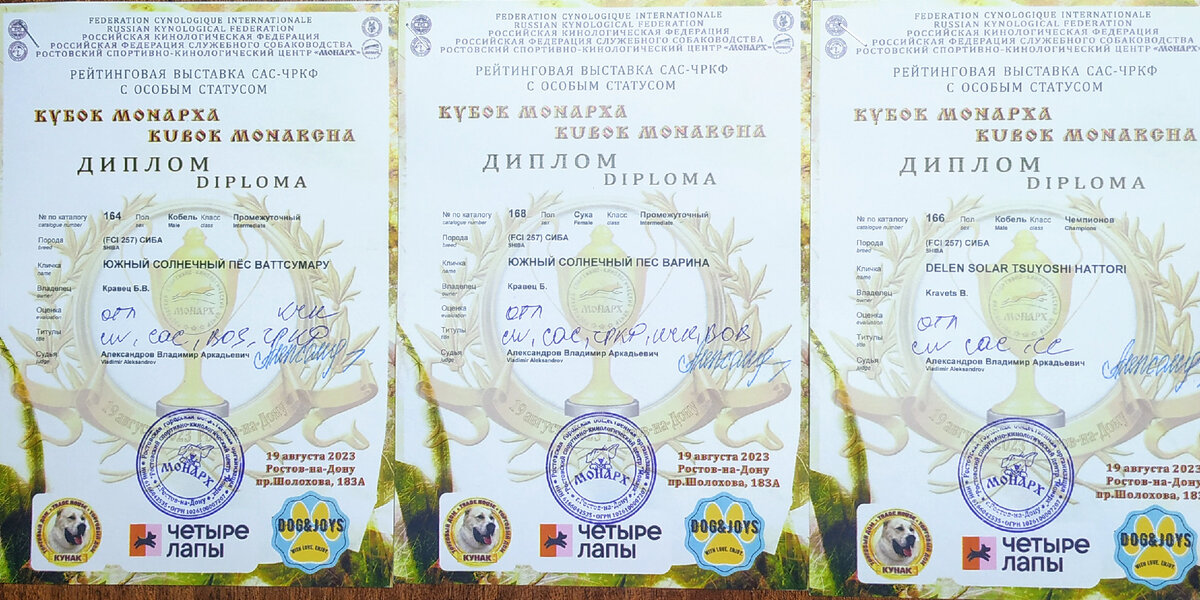 FEDERATION CYNOLOGIQUE INTERNATIONALE
RUSSIAN KYNOLOGICAL FEDERATION
РОССИЙСКАЯ КИНОЛОГИЧЕСКАЯ ФЕДЕРАЦИЯ
РОССИЙСКАЯ ФЕДЕРАЦИЯ СЛУЖЕБНОГО СОБАКОВОДСТВА
РОСТОВСКИЙ СПОРТИВНО-КИНОЛОГИЧЕСКИЙ ЦЕНТР «МОНАРХ»
РЕЙТИНГОВАЯ ВЫСТАВКА САС-ЧРКФ
С ОСОБЫМ СТАТУСОМ
КУБОК МОНАРХА
KUBOK MONARCHA
ДИПЛОМ
DIPLOMA
№ по каталогу 164 Пол Кобель Класс Промежуточный
catalogue number sex Male class Intermediate
Порода (FCI 257) СИБА
breed SHIBA
Кличка ЮЖНЫЙ СОЛНЕЧНЫЙ ПЁС ВАТТСУМАРУ
name
Владелец Кравец Б.В.
owner
Оценка отл КЧК
evaluation
Титулы CW, CAC, BOB, ЧРКФ
title
Судья Александров Владимир Аркадьевич
judge Vladimir Aleksandrov
19 августа 2023
Ростов-на-Дону
пр.Шолохова, 183А
МОНАРХ
КУНАК
четыре
лапы
DOG&JOYS
WITH LOVE, ENJOY.
FEDERATION CYNOLOGIQUE INTERNATIONALE
RUSSIAN KYNOLOGICAL FEDERATION
РОССИЙСКАЯ КИНОЛОГИЧЕСКАЯ ФЕДЕРАЦИЯ
РОССИЙСКАЯ ФЕДЕРАЦИЯ СЛУЖЕБНОГО СОБАКОВОДСТВА
РОСТОВСКИЙ СПОРТИВНО-КИНОЛОГИЧЕСКИЙ ЦЕНТР «МОНАРХ»
РЕЙТИНГОВАЯ ВЫСТАВКА САС-ЧРКФ
С ОСОБЫМ СТАТУСОМ
КУБОК МОНАРХА
KUBOK MONARCHA
ДИПЛОМ
DIPLOMA
№ по каталогу 168 Пол Сука Класс Промежуточный
catalogue number sex Female class Intermediate
Порода (FCI 257) СИБА
breed SHIBA
Кличка ЮЖНЫЙ СОЛНЕЧНЫЙ ПЕС ВАРИНА
name
Владелец Кравец Б.
owner
Оценка отл
evaluation
Титулы CW, CAC, ЧРКФ, КЧК, BOB
title
Судья Александров Владимир Аркадьевич
judge Vladimir Aleksandrov
19 августа 2023
Ростов-на-Дону
пр.Шолохова, 183А
МОНАРХ
КУНАК
четыре
лапы
DOG&JOYS
WITH LOVE, ENJOY.
FEDERATION CYNOLOGIQUE INTERNATIONALE
RUSSIAN KYNOLOGICAL FEDERATION
РОССИЙСКАЯ КИНОЛОГИЧЕСКАЯ ФЕДЕРАЦИЯ
РОССИЙСКАЯ ФЕДЕРАЦИЯ СЛУЖЕБНОГО СОБАКОВОДСТВА
РОСТОВСКИЙ СПОРТИВНО-КИНОЛОГИЧЕСКИЙ ЦЕНТР «МОНАРХ»
РЕЙТИНГОВАЯ ВЫСТАВКА САС-ЧРКФ
С ОСОБЫМ СТАТУСОМ
КУБОК МОНАРХА
KUBOK MONARCHA
ДИПЛОМ
DIPLOMA
№ по каталогу 166 Пол Кобель Класс Чемпионов
catalogue number sex Male class Champions
Порода (FCI 257) СИБА
breed SHIBA
Кличка DELEN SOLAR TSUYOSHI HATTORI
name
Владелец Kravets B.
owner
Оценка отл
evaluation
Титулы CW CAC, CC
title
Судья Александров Владимир Аркадьевич
judge Vladimir Aleksandrov
19 августа 2023
Ростов-на-Дону
пр.Шолохова, 183А
МОНАРХ
КУНАК
четыре
лапы
DOG&JOYS
WITH LOVE, ENJOY.